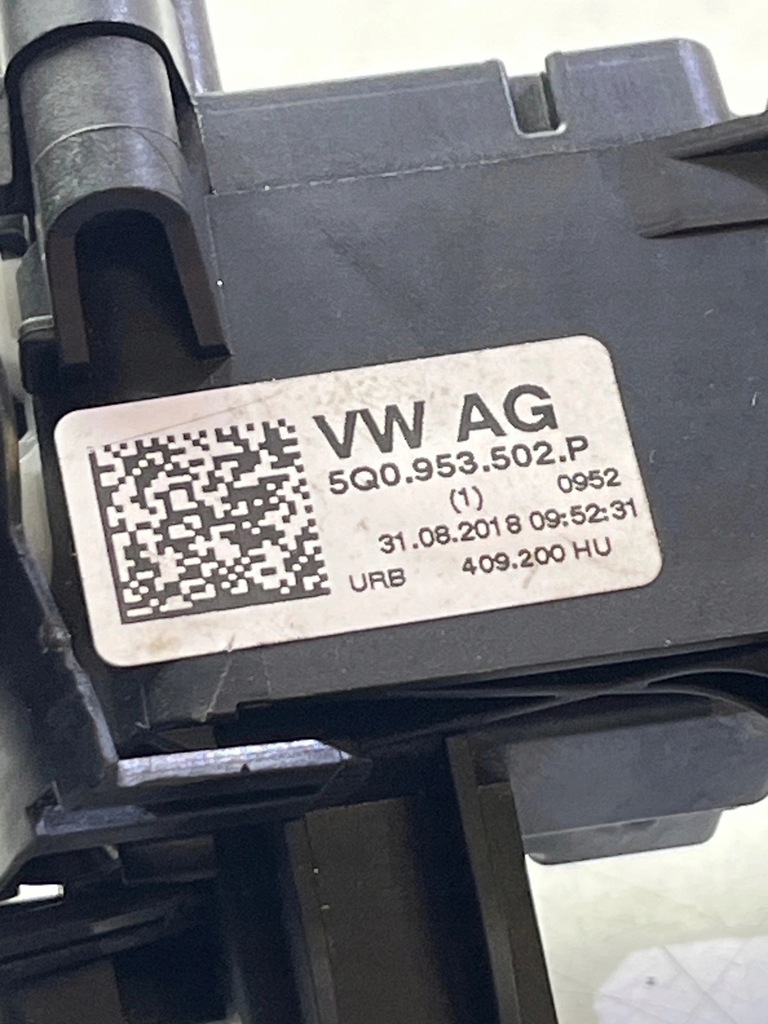 VW AG
5Q0.953.502.P
(1) 0952
31.08.2018 09:52:31
URB 409.200 HU